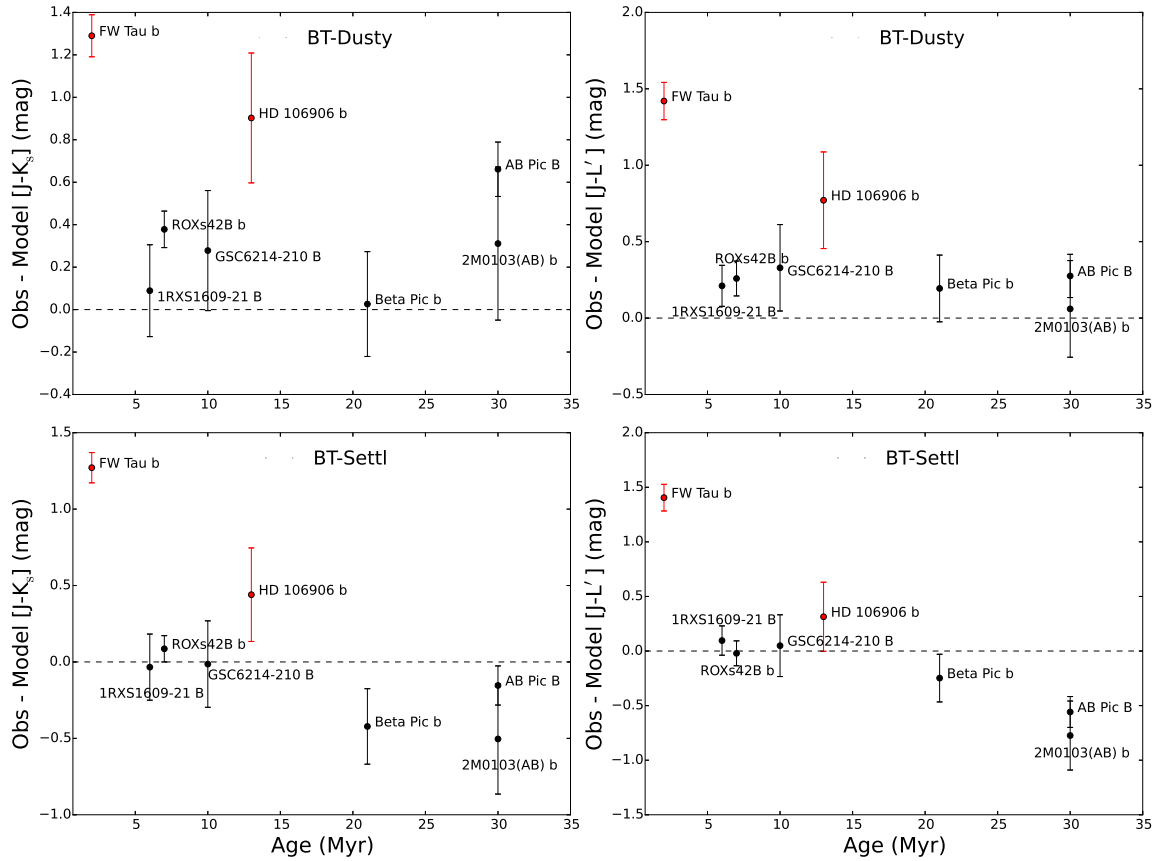 1.4
1.2
1.0
0.8
0.6
0.4
0.2
0.0
−0.2
−0.4
Obs - Model [J-Ks] (mag)
BT-Dusty
FW Tau b
HD 106906 b
AB Pic B
ROXs42B b
GSC6214-210 B
2M0103(AB) b
1RXS1609-21 B
Beta Pic b
5 10 15 20 25 30 35
2.0
1.5
1.0
0.5
0.0
−0.5
Obs - Model [J-L′] (mag)
BT-Dusty
FW Tau b
HD 106906 b
ROXs42B b
GSC6214-210 B
AB Pic B
Beta Pic b
1RXS1609-21 B
2M0103(AB) b
5 10 15 20 25 30 35
1.5
1.0
0.5
0.0
−0.5
−1.0
Obs - Model [J-Ks] (mag)
BT-Settl
FW Tau b
HD 106906 b
ROXs42B b
GSC6214-210 B
AB Pic B
1RXS1609-21 B
Beta Pic b
2M0103(AB) b
5 10 15 20 25 30 35
Age (Myr)
2.0
1.5
1.0
0.5
0.0
−0.5
−1.0
−1.5
Obs - Model [J-L′] (mag)
BT-Settl
FW Tau b
1RXS1609-21 B
HD 106906 b
GSC6214-210 B
ROXs42B b
Beta Pic b
AB Pic B
2M0103(AB) b
5 10 15 20 25 30 35
Age (Myr)